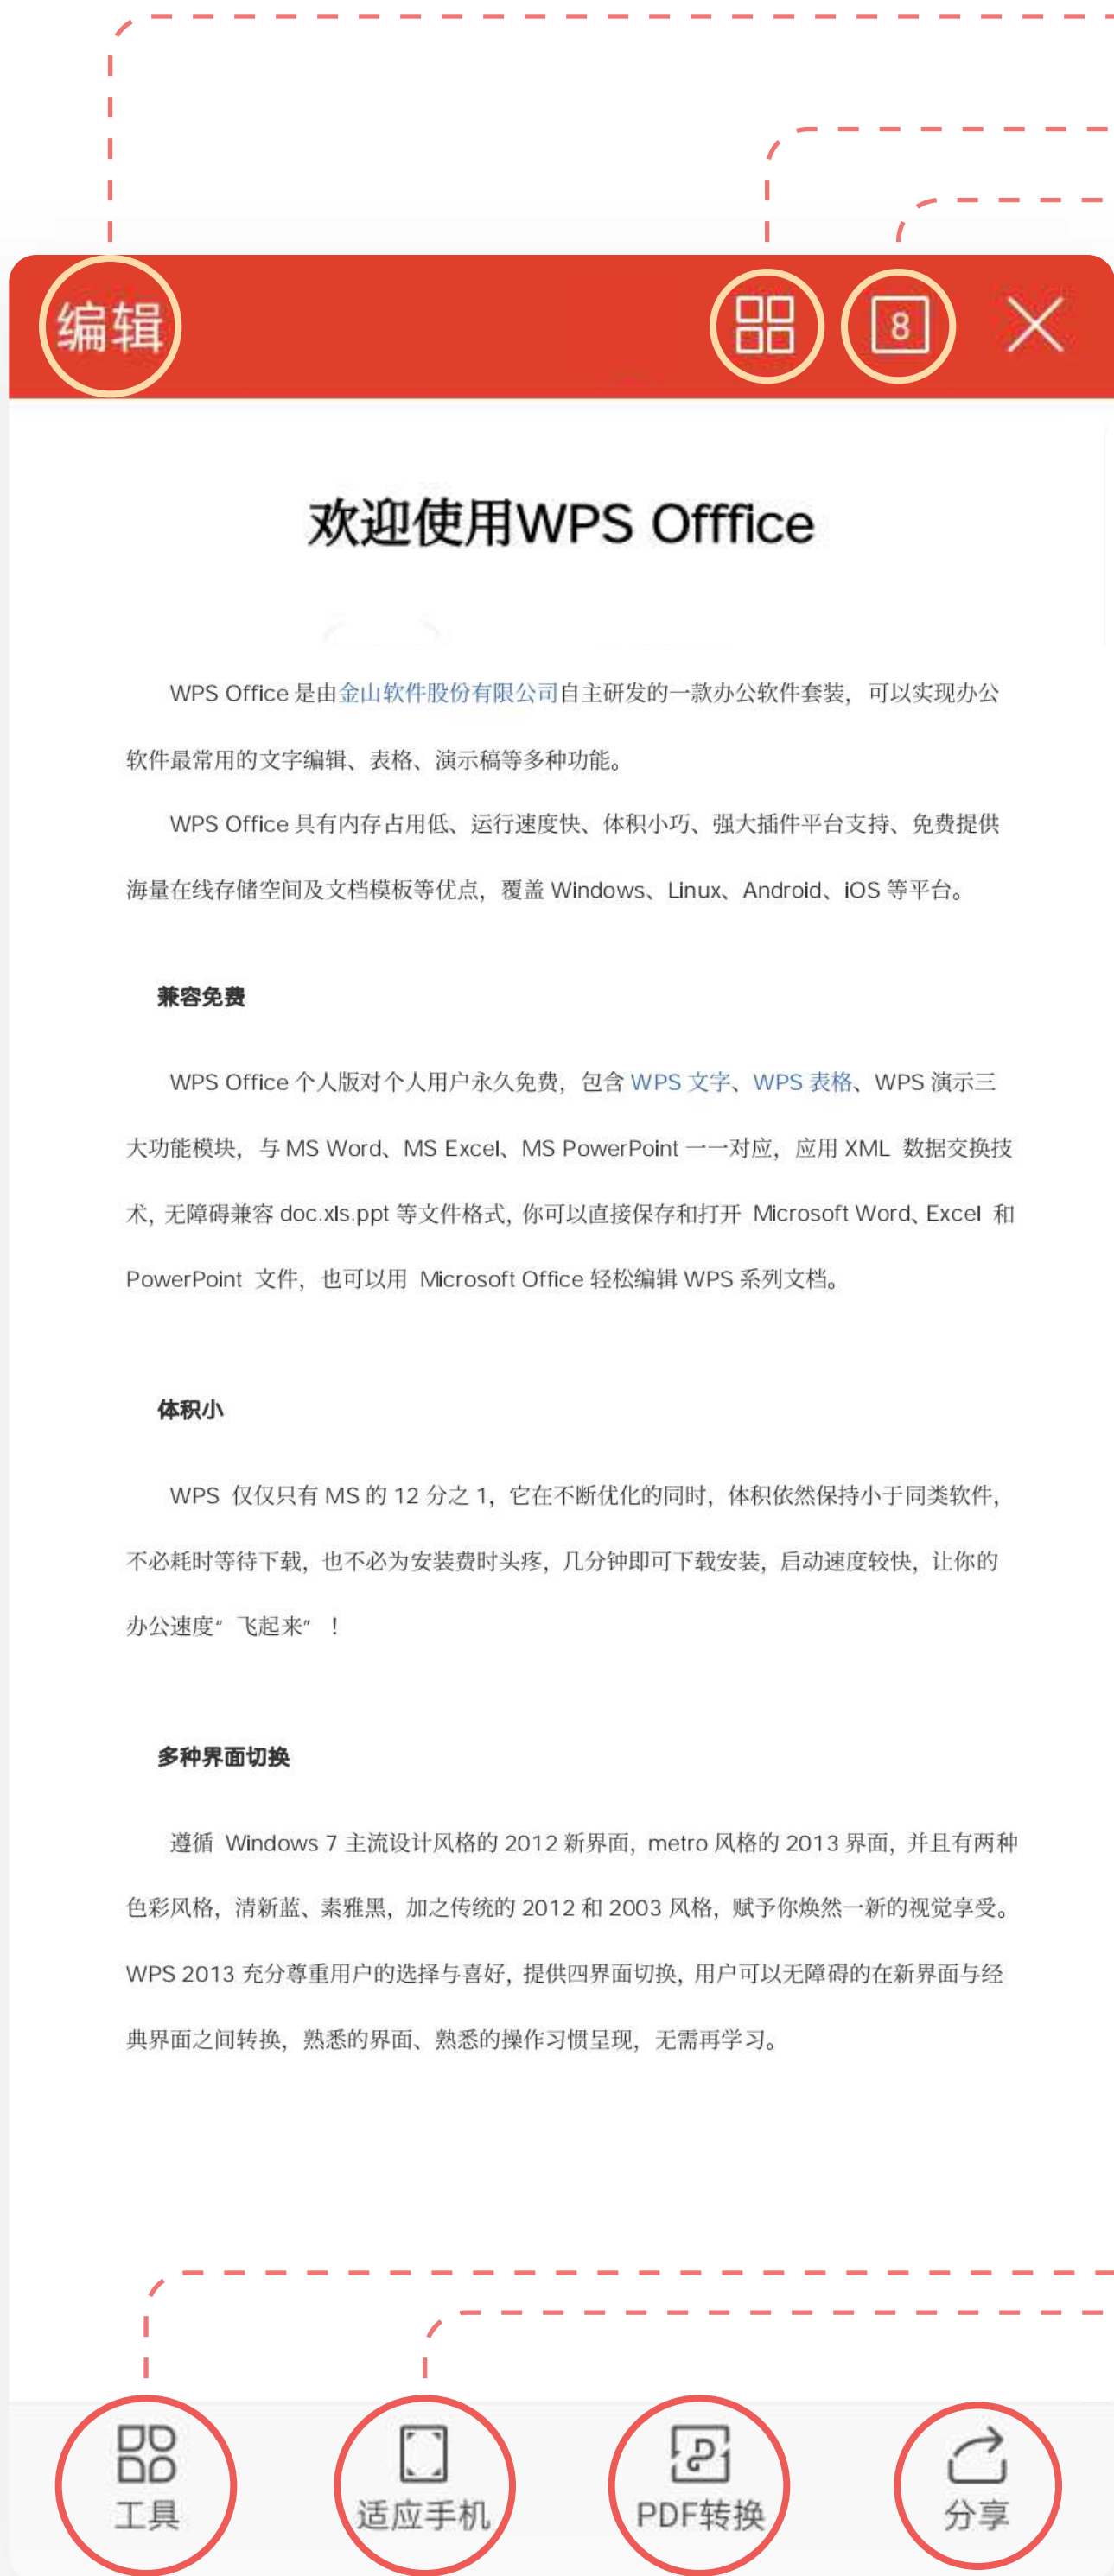 编辑
8
欢迎使用WPS Offfice
WPS Office 是由金山软件股份有限公司自主研发的一款办公软件套装，可以实现办公
软件最常用的文字编辑、表格、演示稿等多种功能。
WPS Office 具有内存占用低、运行速度快、体积小巧、强大插件平台支持、免费提供
海量在线存储空间及文档模板等优点，覆盖 Windows、Linux、Android、iOS 等平台。
兼容免费
WPS Office 个人版对个人用户永久免费，包含 WPS 文字、WPS 表格、WPS 演示三
大功能模块，与 MS Word、MS Excel、MS PowerPoint 一一对应，应用 XML 数据交换技
术，无障碍兼容 doc.xls.ppt 等文件格式，你可以直接保存和打开 Microsoft Word、Excel 和
PowerPoint 文件，也可以用 Microsoft Office 轻松编辑 WPS 系列文档。
体积小
WPS 仅仅只有 MS 的 12 分之 1，它在不断优化的同时，体积依然保持小于同类软件，
不必耗时等待下载，也不必为安装费时头疼，几分钟即可下载安装，启动速度较快，让你的
办公速度“飞起来”！
多种界面切换
遵循 Windows 7 主流设计风格的 2012 新界面，metro 风格的 2013 界面，并且有两种
色彩风格，清新蓝、素雅黑，加之传统的 2012 和 2003 风格，赋予你焕然一新的视觉享受。
WPS 2013 充分尊重用户的选择与喜好，提供四界面切换，用户可以无障碍的在新界面与经
典界面之间转换，熟悉的界面、熟悉的操作习惯呈现，无需再学习。
工具
适应手机
PDF转换
分享